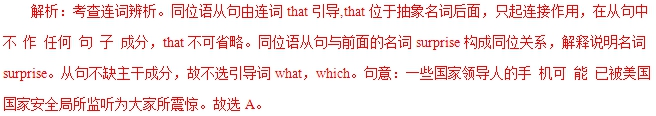 解析：考查连词辨析。同位语从句由连词 that 引导,that 位于抽象名词后面，只起连接作用，在从句中
不 作 任何 句 子 成分，that 不可省略。同位语从句与前面的名词 surprise 构成同位关系，解释说明名词
surprise。从句不缺主干成分，故不选引导词 what，which。句意：一些国家领导人的手 机可 能 已被美国
国家安全局所监听为大家所震惊。故选 A。